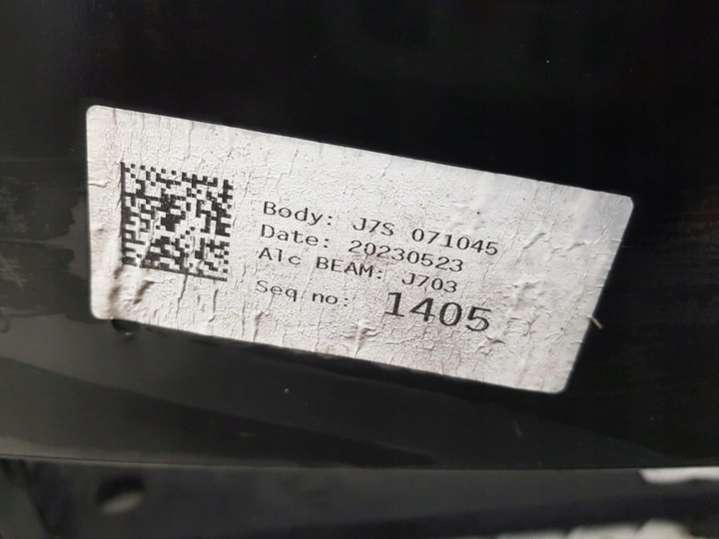 Body: J7S 071045
Date: 20230523
Alc BEAM: J703
Seq no: 1405